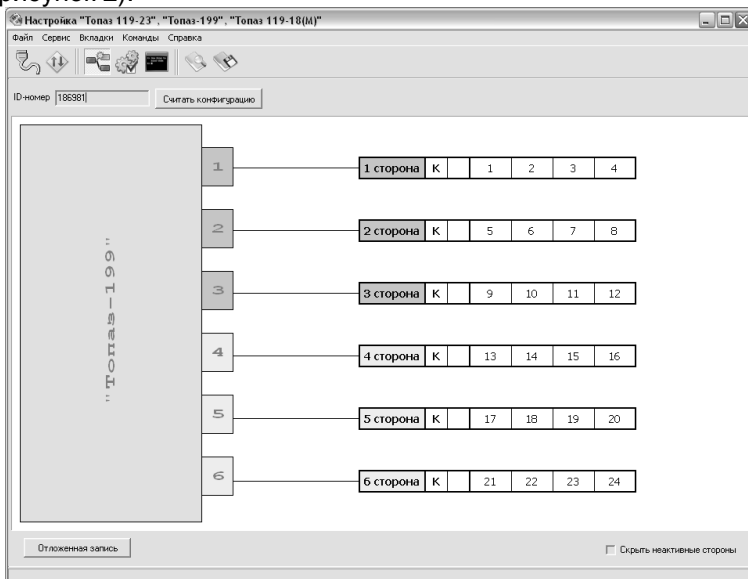 рисунок 2).
Настройка "Топаз 119-23", "Топаз-199", "Топаз 119-18(М)"
Файл Сервис Вкладки Команды Справка
ID-номер 186981 Считать конфигурацию
"Топаз-199"
1 1 сторона К 1 2 3 4
2 2 сторона К 5 6 7 8
3 3 сторона К 9 10 11 12
4 4 сторона К 13 14 15 16
5 5 сторона К 17 18 19 20
6 6 сторона К 21 22 23 24
Отложенная запись Скрыть неактивные стороны